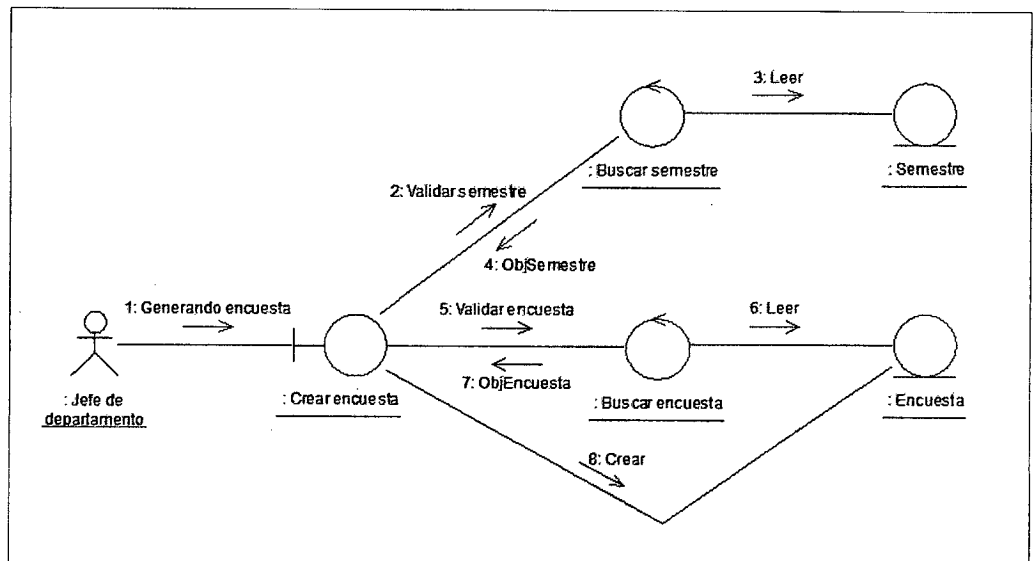 3: Leer
: Buscar semestre
: Semestre
2: Validar semestre
4: ObjSemestre
1: Generando encuesta
5: Validar encuesta
6: Leer
7: ObjEncuesta
: Jefe de
departamento
: Crear encuesta
: Buscar encuesta
: Encuesta
8: Crear